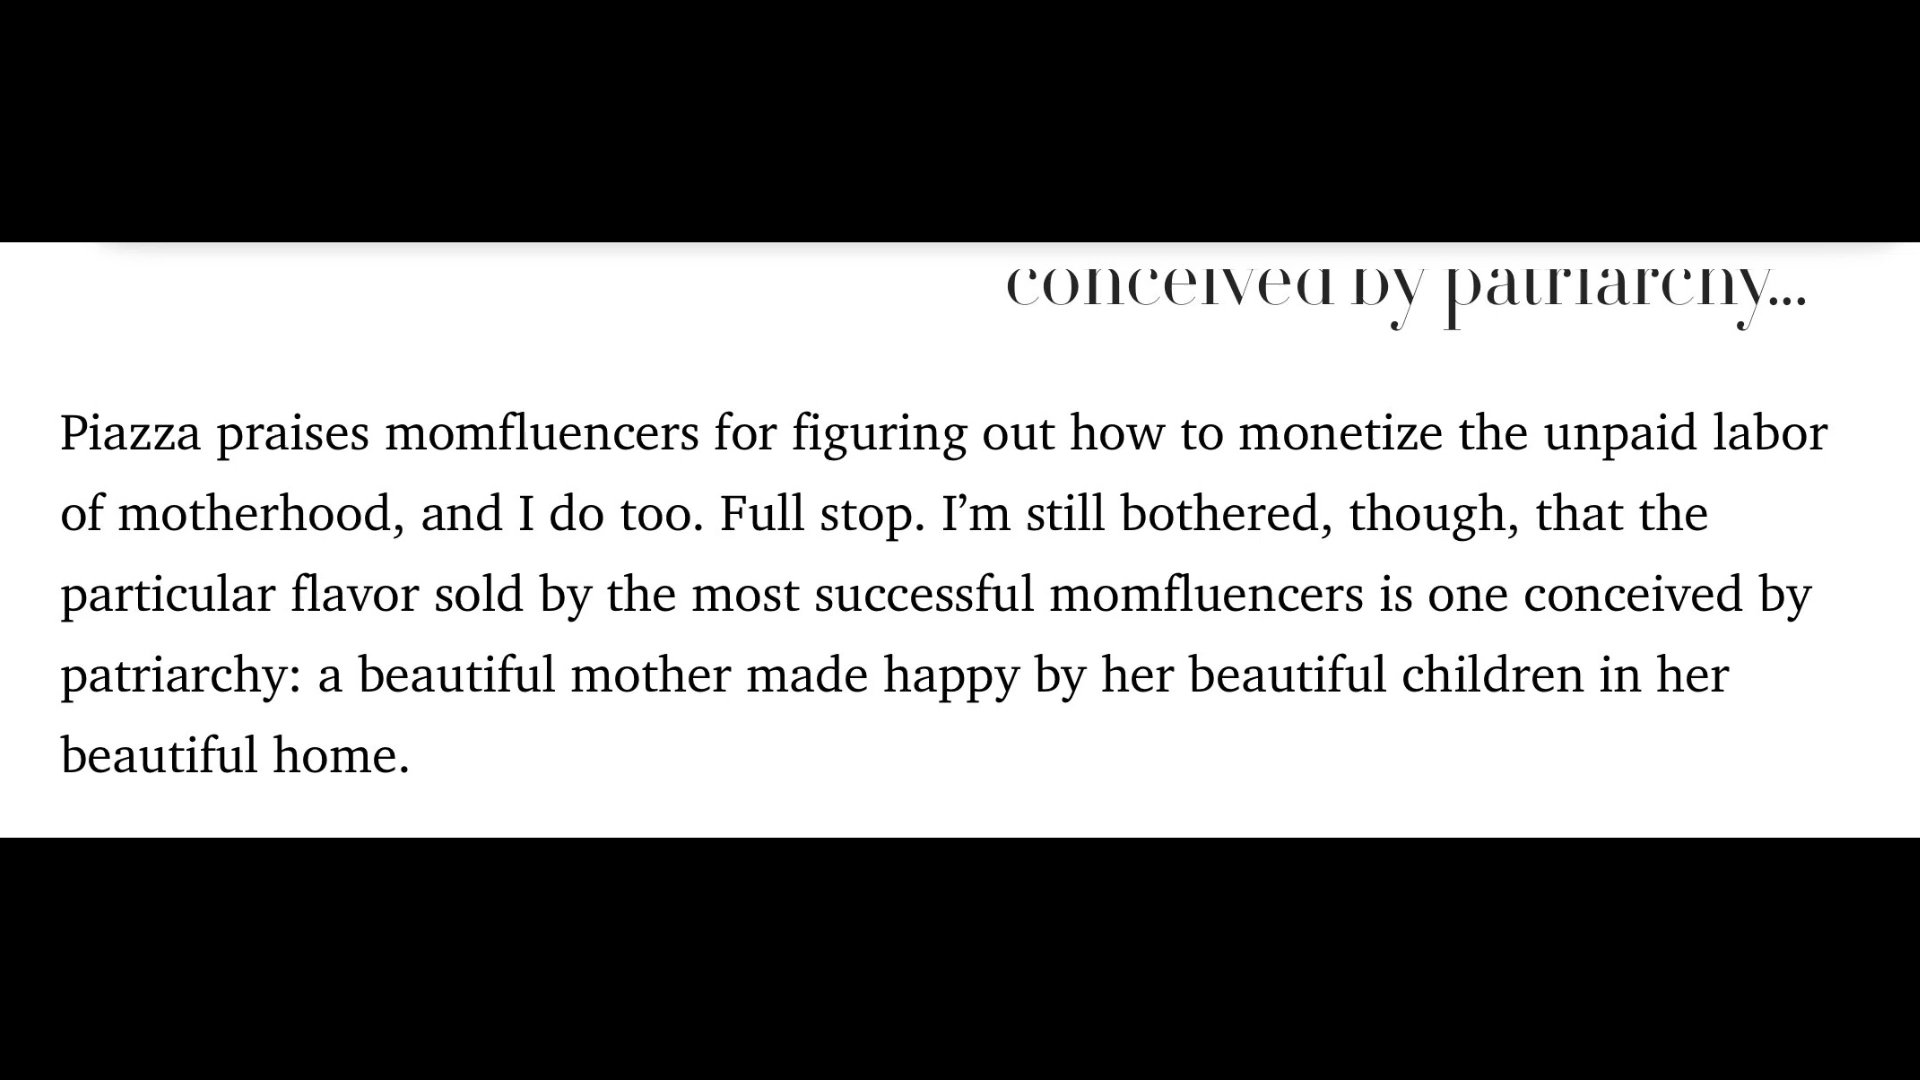 conceived by patriarchy...
Piazza praises momfluencers for figuring out how to monetize the unpaid labor
of motherhood, and I do too. Full stop. I’m still bothered, though, that the
particular flavor sold by the most successful momfluencers is one conceived by
patriarchy: a beautiful mother made happy by her beautiful children in her
beautiful home.